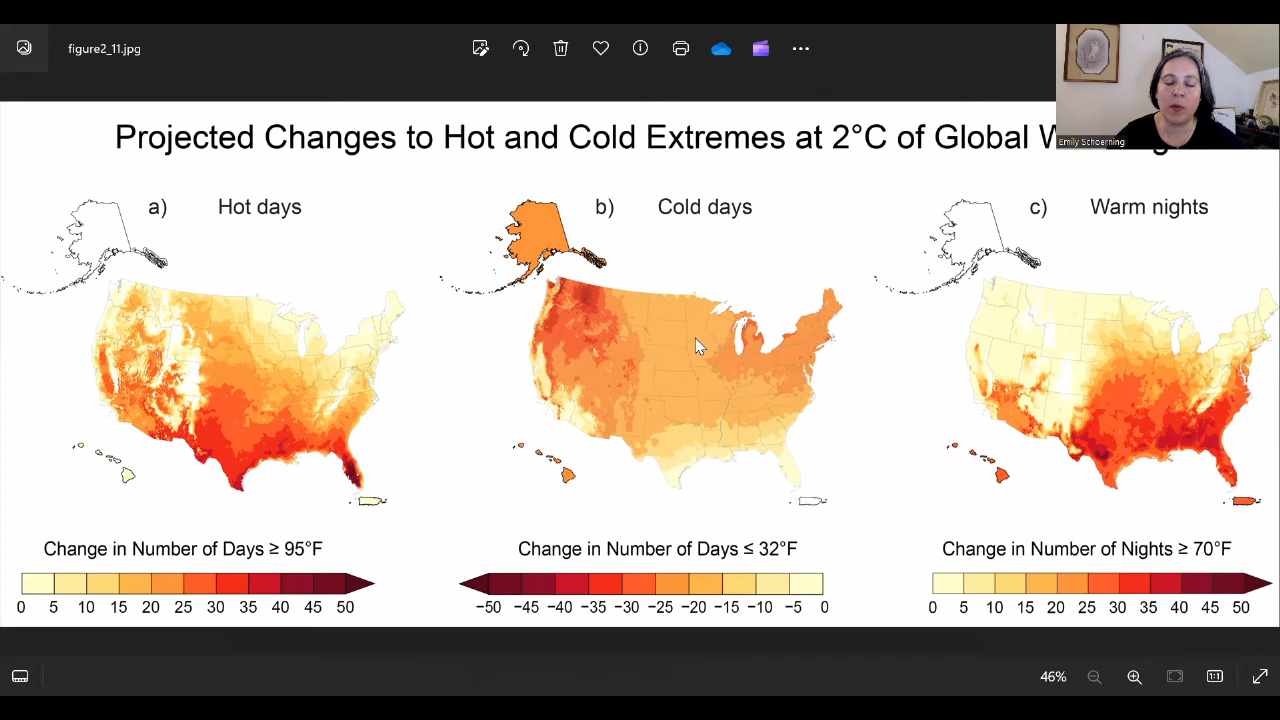 figure2_11.jpg
Emily Schoerning
Projected Changes to Hot and Cold Extremes at 2°C of Global
a) Hot days
b) Cold days
c) Warm nights
Change in Number of Days ≥ 95°F
0 5 10 15 20 25 30 35 40 45 50
Change in Number of Days ≤ 32°F
−50 −45 −40 −35 −30 −25 −20 −15 −10 −5 0
Change in Number of Nights ≥ 70°F
0 5 10 15 20 25 30 35 40 45 50
46%
1:1